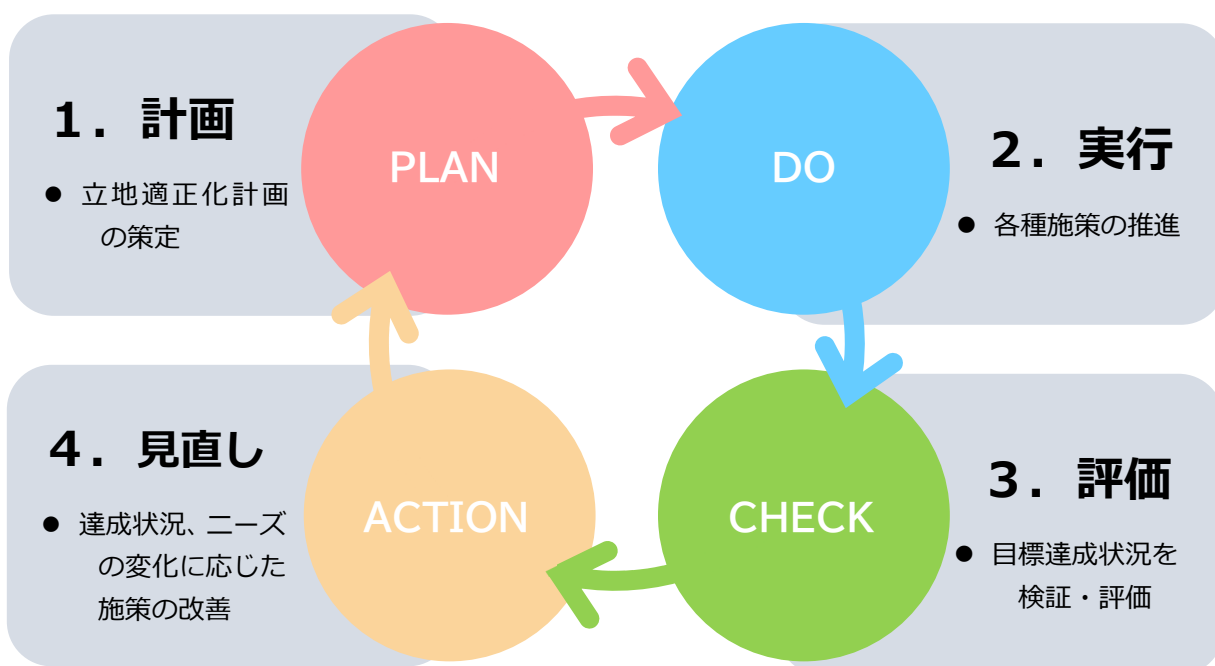 1．計画
● 立地適正化計画
の策定
PLAN
DO
2．実行
● 各種施策の推進
4．見直し
● 達成状況、ニーズ
の変化に応じた
施策の改善
ACTION
CHECK
3．評価
● 目標達成状況を
検証・評価